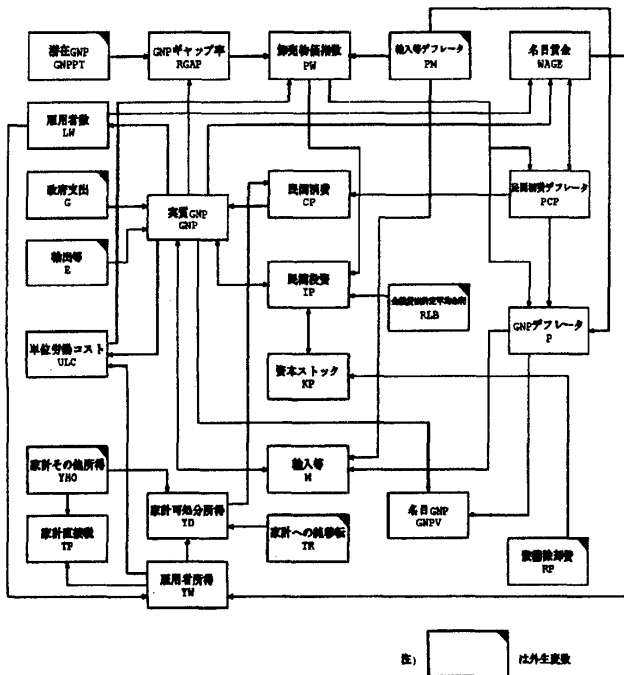 潜在GNP
GNPPT
GNPギャップ率
RGAP
卸売物価指数
PW
輸入等デフレータ
PM
名目賃金
WAGE
雇用者数
LW
政府支出
G
実質GNP
GNP
民間消費
CP
民間消費デフレータ
PCP
輸出等
E
民間投資
IP
RLB
GNPデフレータ
P
単位労働コスト
ULC
資本ストック
KP
家計その他所得
YHO
輸入等
M
家計可処分所得
YD
名目GNP
GNPV
家計直接税
TP
家計への純移転
TR
設備除却費
RP
雇用者所得
YW
注)
は外生変数